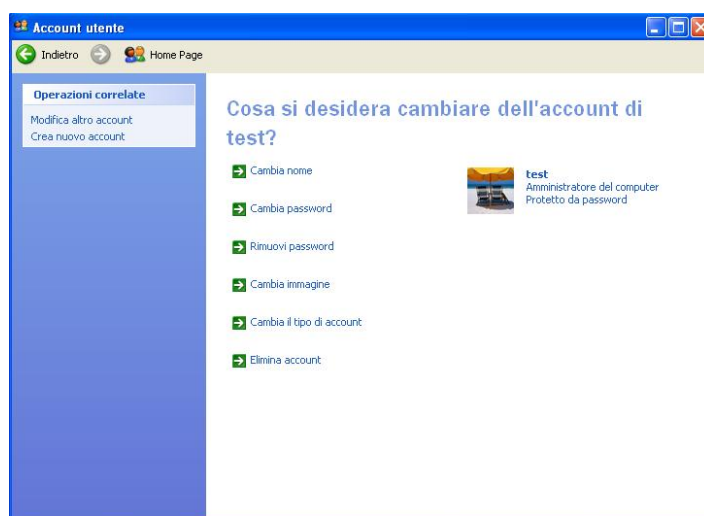 Account utente
Indietro
Home Page
Operazioni correlate
Modifica altro account
Crea nuovo account
Cosa si desidera cambiare dell'account di
test?
Cambia nome
Cambia password
Rimuovi password
Cambia immagine
Cambia il tipo di account
Elimina account
test
Amministratore del computer
Protetto da password